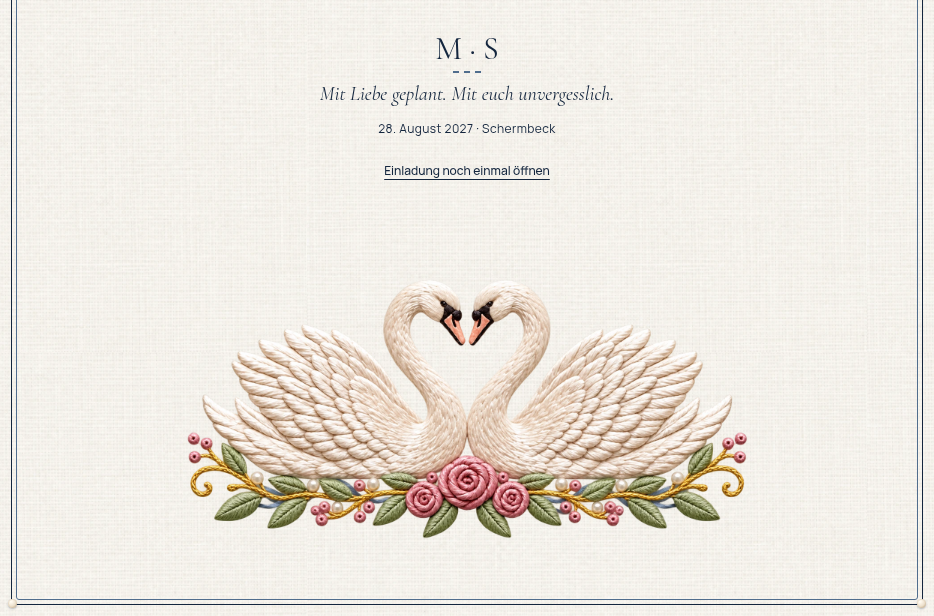 M · S
Mit Liebe geplant. Mit euch unvergesslich.
28. August 2027 · Schermbeck
Einladung noch einmal öffnen